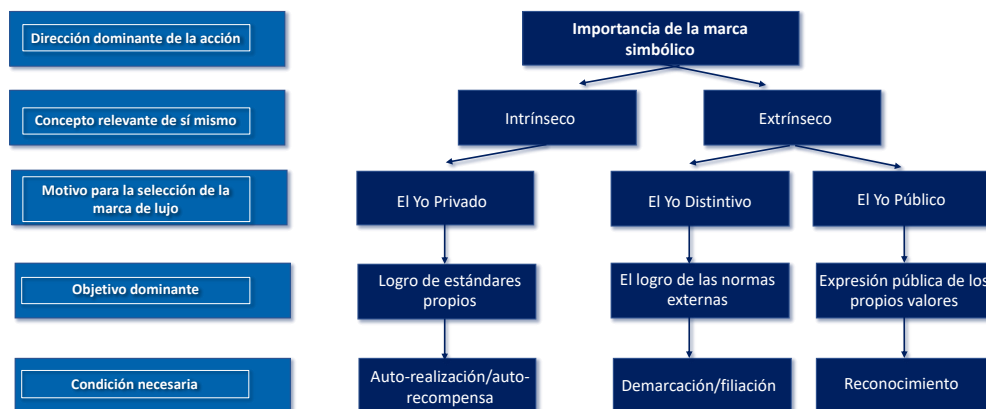 Dirección dominante de la acción
Importancia de la marca
simbólico
Concepto relevante de sí mismo
Intrínseco
Extrínseco
Motivo para la selección de la
marca de lujo
El Yo Privado
El Yo Distintivo
El Yo Público
Objetivo dominante
Logro de estándares
propios
El logro de las normas
externas
Expresión pública de los
propios valores
Condición necesaria
Auto-realización/auto-
recompensa
Demarcación/filiación
Reconocimiento